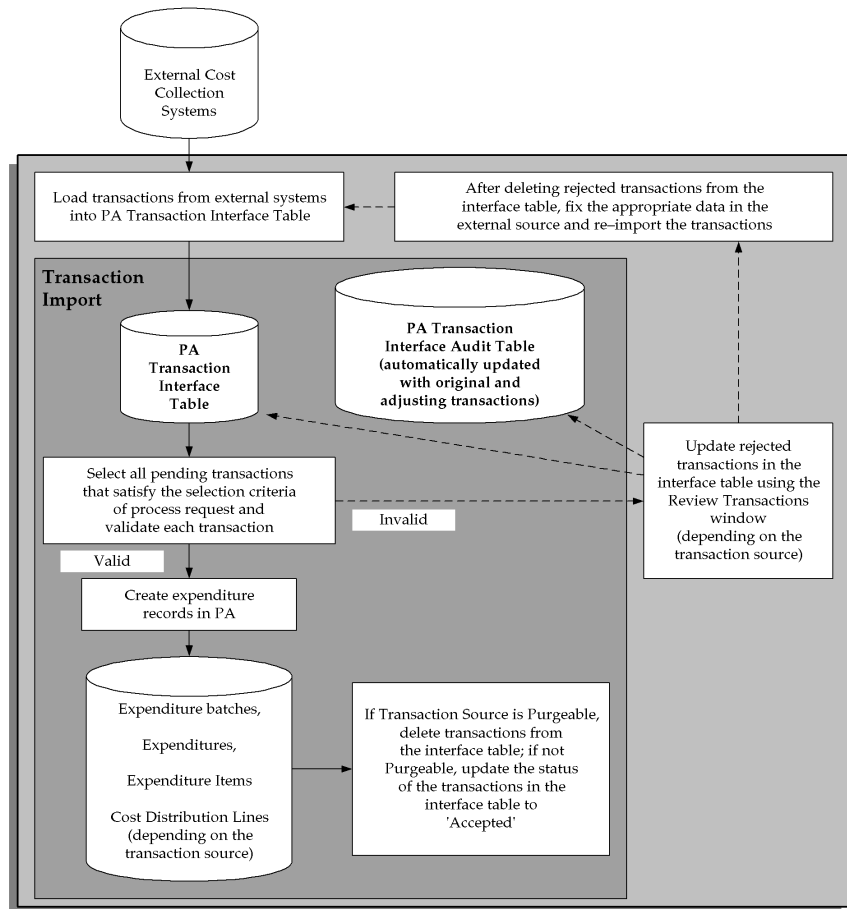 External Cost
Collection
Systems
Load transactions from external systems
into PA Transaction Interface Table
After deleting rejected transactions from the
interface table, fix the appropriate data in the
external source and re–import the transactions
Transaction
Import
PA
Transaction
Interface
Table
PA Transaction
Interface Audit Table
(automatically updated
with original and
adjusting transactions)
Select all pending transactions
that satisfy the selection criteria
of process request and
validate each transaction
Invalid
Update rejected
transactions in the
interface table using the
Review Transactions
window
(depending on the
transaction source)
Valid
Create expenditure
records in PA
Expenditure batches,
Expenditures,
Expenditure Items
Cost Distribution Lines
(depending on the
transaction source)
If Transaction Source is Purgeable,
delete transactions from
the interface table; if not
Purgeable, update the status
of the transactions in the
interface table to
'Accepted'